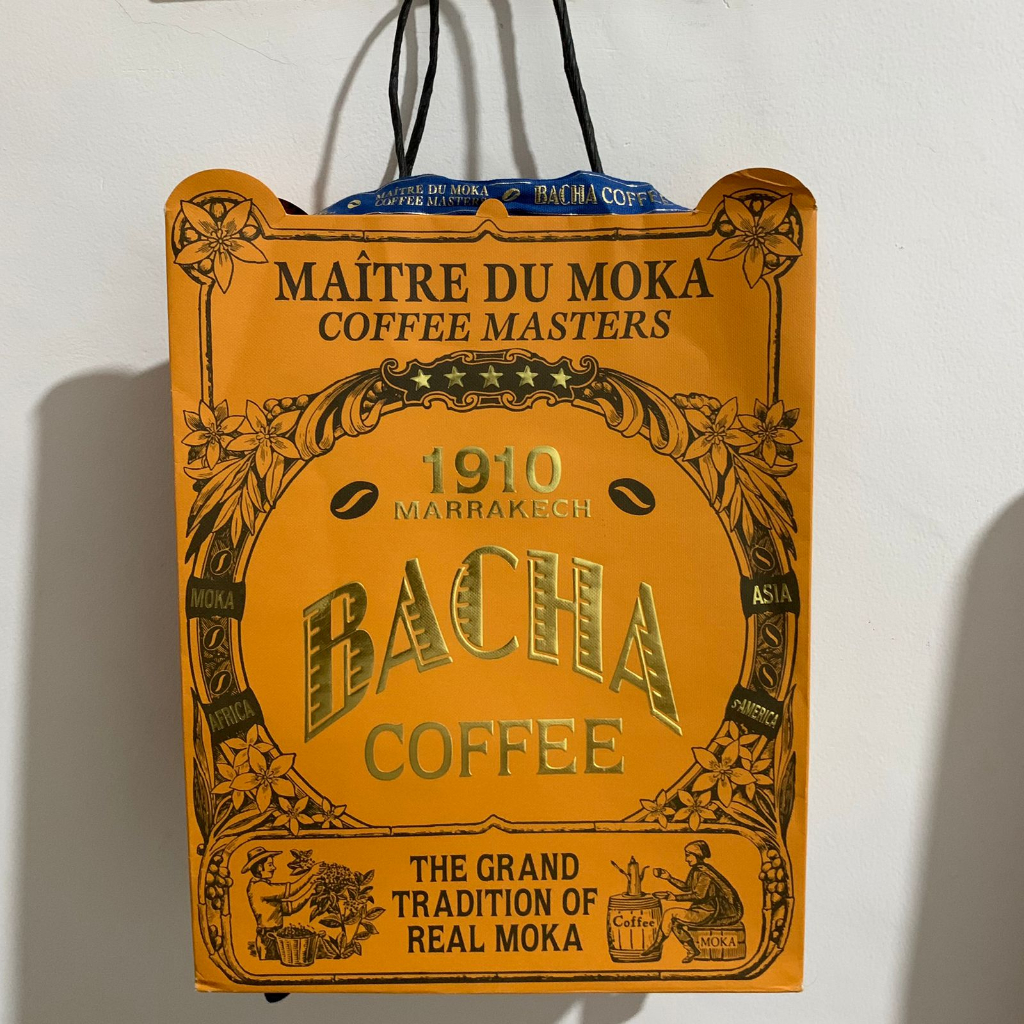 MAÎTRE DU MOKA
COFFEE MASTERS
BACHA COFFEE
MAÎTRE DU MOKA
COFFEE MASTERS
1910
MARRAKECH
MOKA
ASIA
BACHA
AFRICA
S-AMERICA
COFFEE
THE GRAND
TRADITION OF
REAL MOKA
Coffee
MOKA